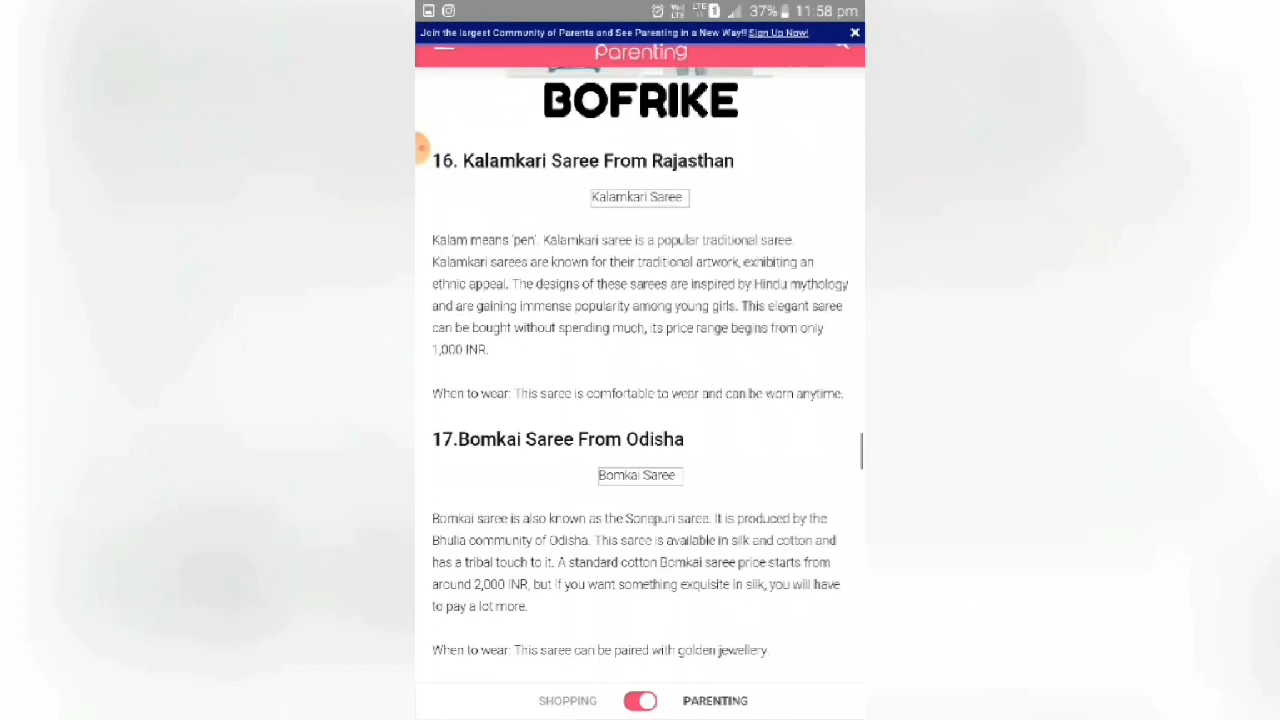 37% 11:58 pm
Join the largest Community of Parents and See Parenting in a New Way!! Sign Up Now!
Parenting
BOFRIKE
16. Kalamkari Saree From Rajasthan
Kalamkari Saree
Kalam means 'pen'. Kalamkari saree is a popular traditional saree.
Kalamkari sarees are known for their traditional artwork, exhibiting an
ethnic appeal. The designs of these sarees are inspired by Hindu mythology
and are gaining immense popularity among young girls. This elegant saree
can be bought without spending much, its price range begins from only
1,000 INR.
When to wear: This saree is comfortable to wear and can be worn anytime.
17.Bomkai Saree From Odisha
Bomkai Saree
Bomkai saree is also known as the Sonepuri saree. It is produced by the
Bhulia community of Odisha. This saree is available in silk and cotton and
has a tribal touch to it. A standard cotton Bomkai saree price starts from
around 2,000 INR, but if you want something exquisite in silk, you will have
to pay a lot more.
When to wear: This saree can be paired with golden jewellery.
SHOPPING PARENTING